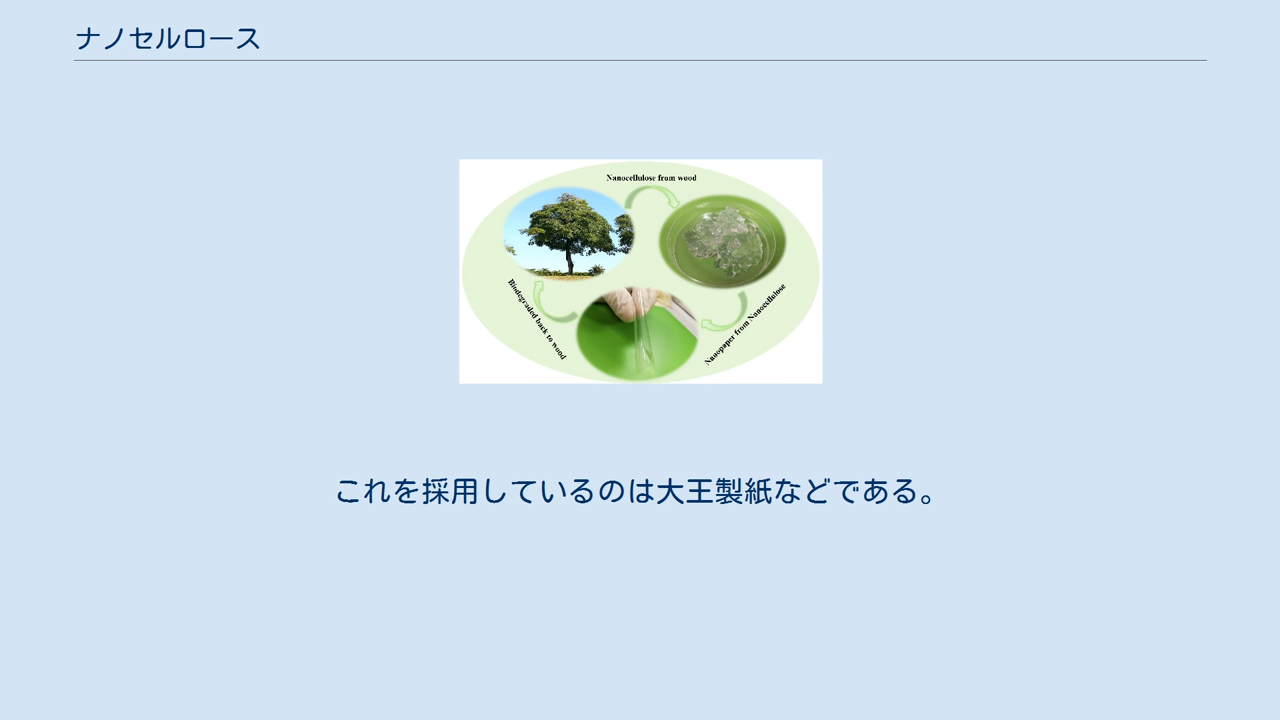 ナノセルロース
Nanocellulose from wood
Biodegraded back to wood
Nanopaper from Nanocellulose
これを採用しているのは大王製紙などである。